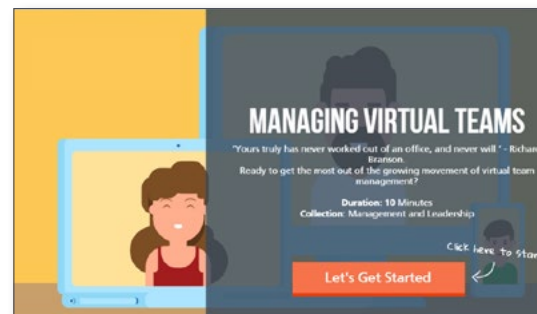 MANAGING VIRTUAL TEAMS
"Yours truly has never worked out of an office, and never will " - Richar
Branson.
Ready to get the most out of the growing movement of virtual team
management?
Duration: 10 Minutes
Collection: Management and Leadership
Click here to star
Let's Get Started